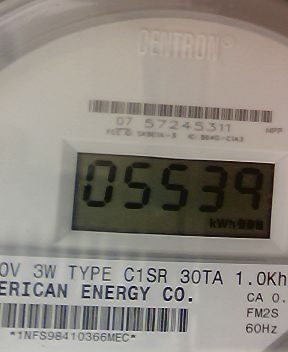 CENTRON®
07 57245311
05539
kWh
0V 3W TYPE C1SR 30TA 1.0Kh
ERICAN ENERGY CO.
CA 0.
FM2S
60Hz
*1NFS98410366MEC*